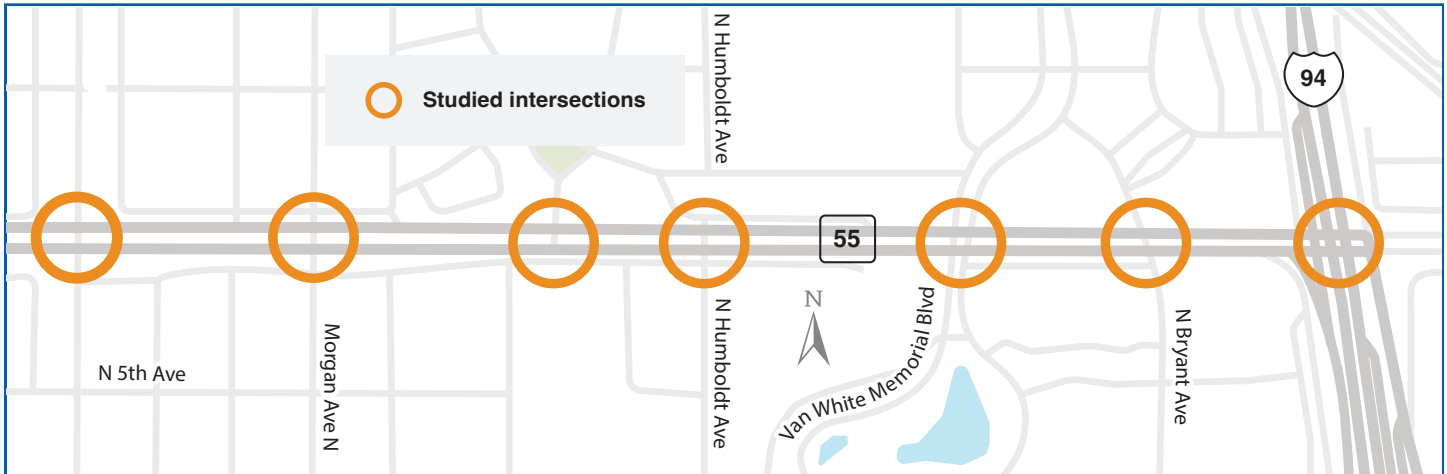 N Humboldt Ave
94
Studied intersections
55
N
N 5th Ave
Morgan Ave N
N Humboldt Ave
Van White Memorial Blvd
N Bryant Ave